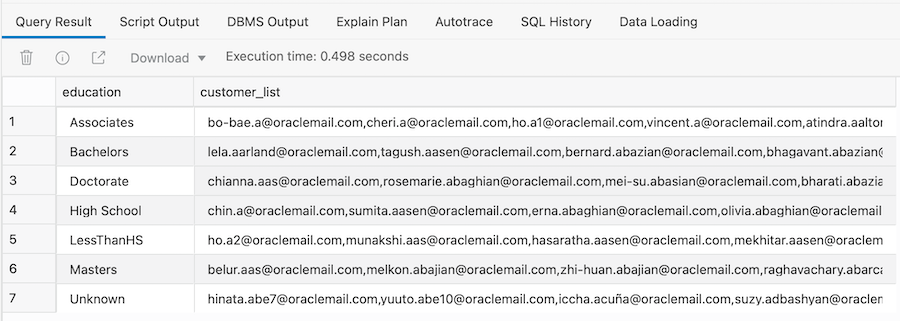 Query Result Script Output DBMS Output Explain Plan Autotrace SQL History Data Loading
Download Execution time: 0.498 seconds
education customer_list
1 Associates bo-bae.a@oraclemail.com,cheri.a@oraclemail.com,ho.a1@oraclemail.com,vincent.a@oraclemail.com,atindra.aalton
2 Bachelors lela.aarland@oraclemail.com,tagush.aasen@oraclemail.com,bernard.abazian@oraclemail.com,bhagavant.abazian@
3 Doctorate chianna.aas@oraclemail.com,rosemarie.abaghian@oraclemail.com,mei-su.abasian@oraclemail.com,bharati.abazia
4 High School chin.a@oraclemail.com,sumita.aasen@oraclemail.com,erna.abaghian@oraclemail.com,olivia.abaghian@oraclemail
5 LessThanHS ho.a2@oraclemail.com,munakshi.aas@oraclemail.com,hasaratha.aasen@oraclemail.com,mekhitar.aasen@oraclem
6 Masters belur.aas@oraclemail.com,melkon.abajian@oraclemail.com,zhi-huan.abajian@oraclemail.com,raghavachary.abarca
7 Unknown hinata.abe7@oraclemail.com,yuuto.abe10@oraclemail.com,iccha.acuña@oraclemail.com,suzy.adbashyan@oraclen